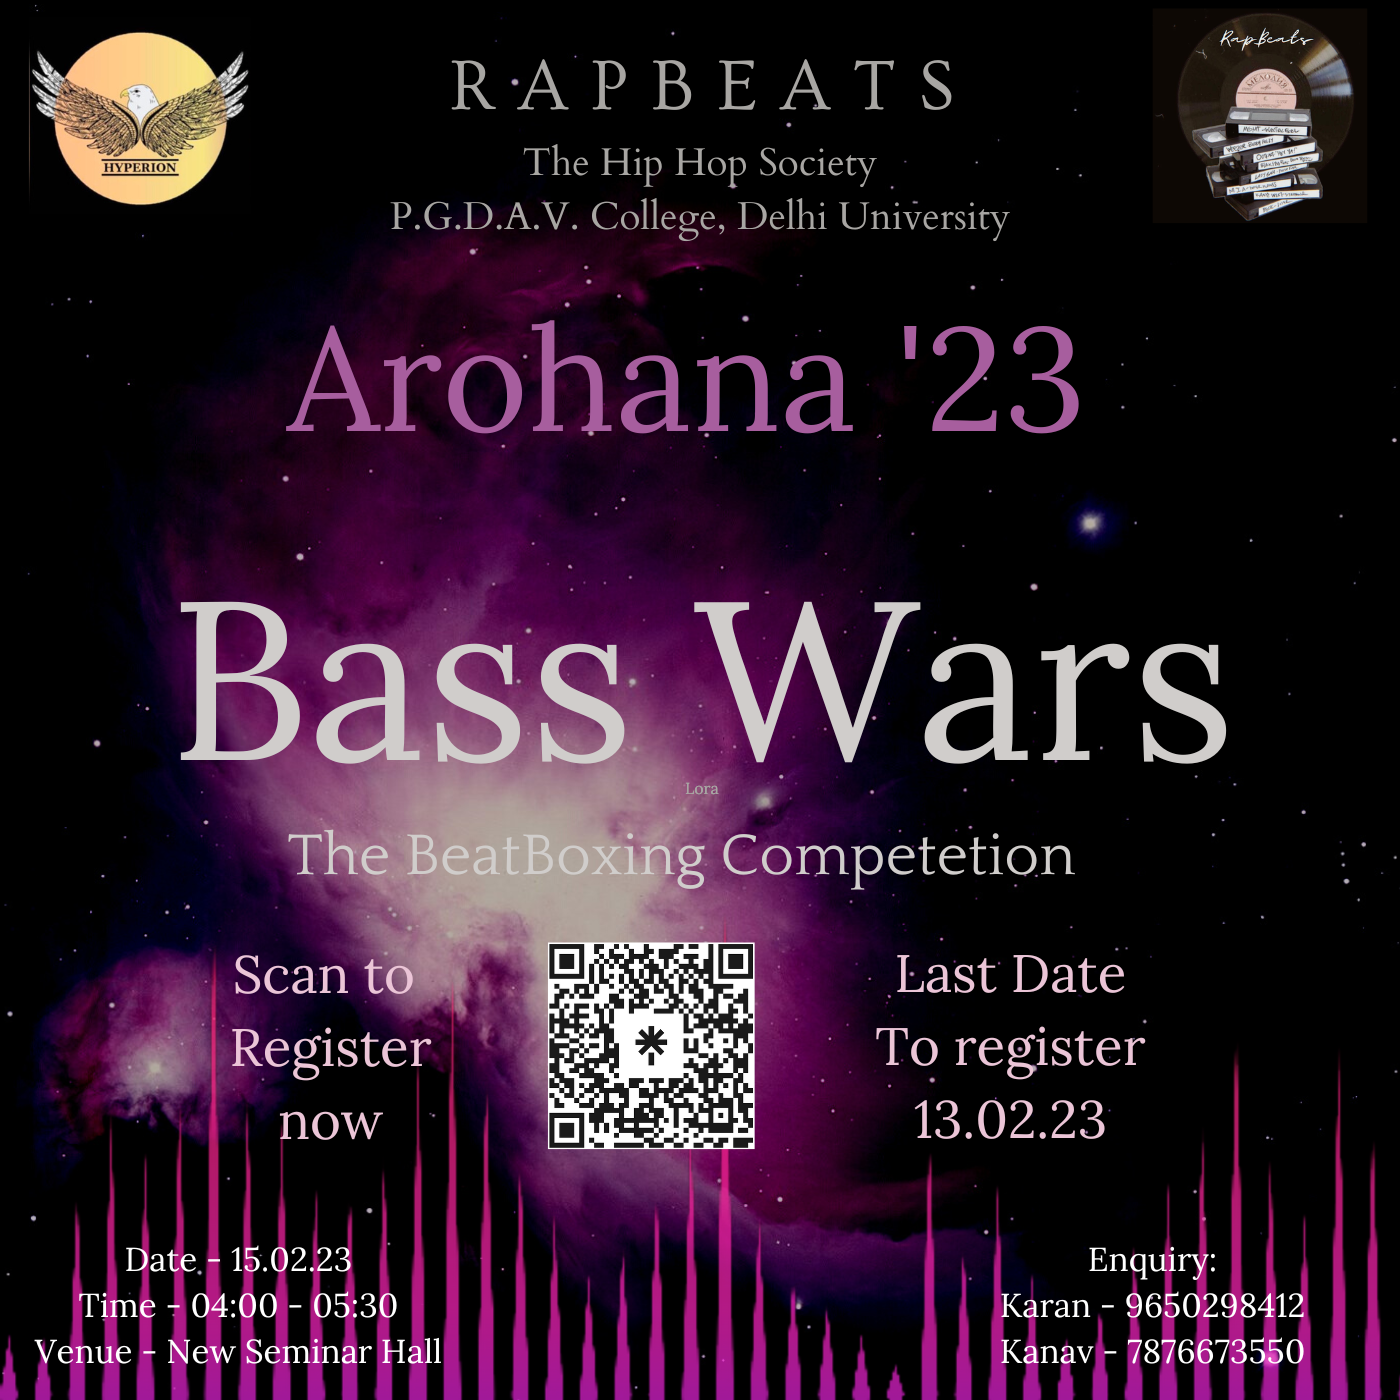 RAPBEATS
The Hip Hop Society
P.G.D.A.V. College, Delhi University
HYPERION
RapBeats
МЕЛОДИЯ
Arohana '23
Bass Wars
Lora
The BeatBoxing Competetion
Scan to
Register
now
Last Date
To register
13.02.23
Date - 15.02.23
Time - 04:00 - 05:30
Venue - New Seminar Hall
Enquiry:
Karan - 9650298412
Kanav - 7876673550